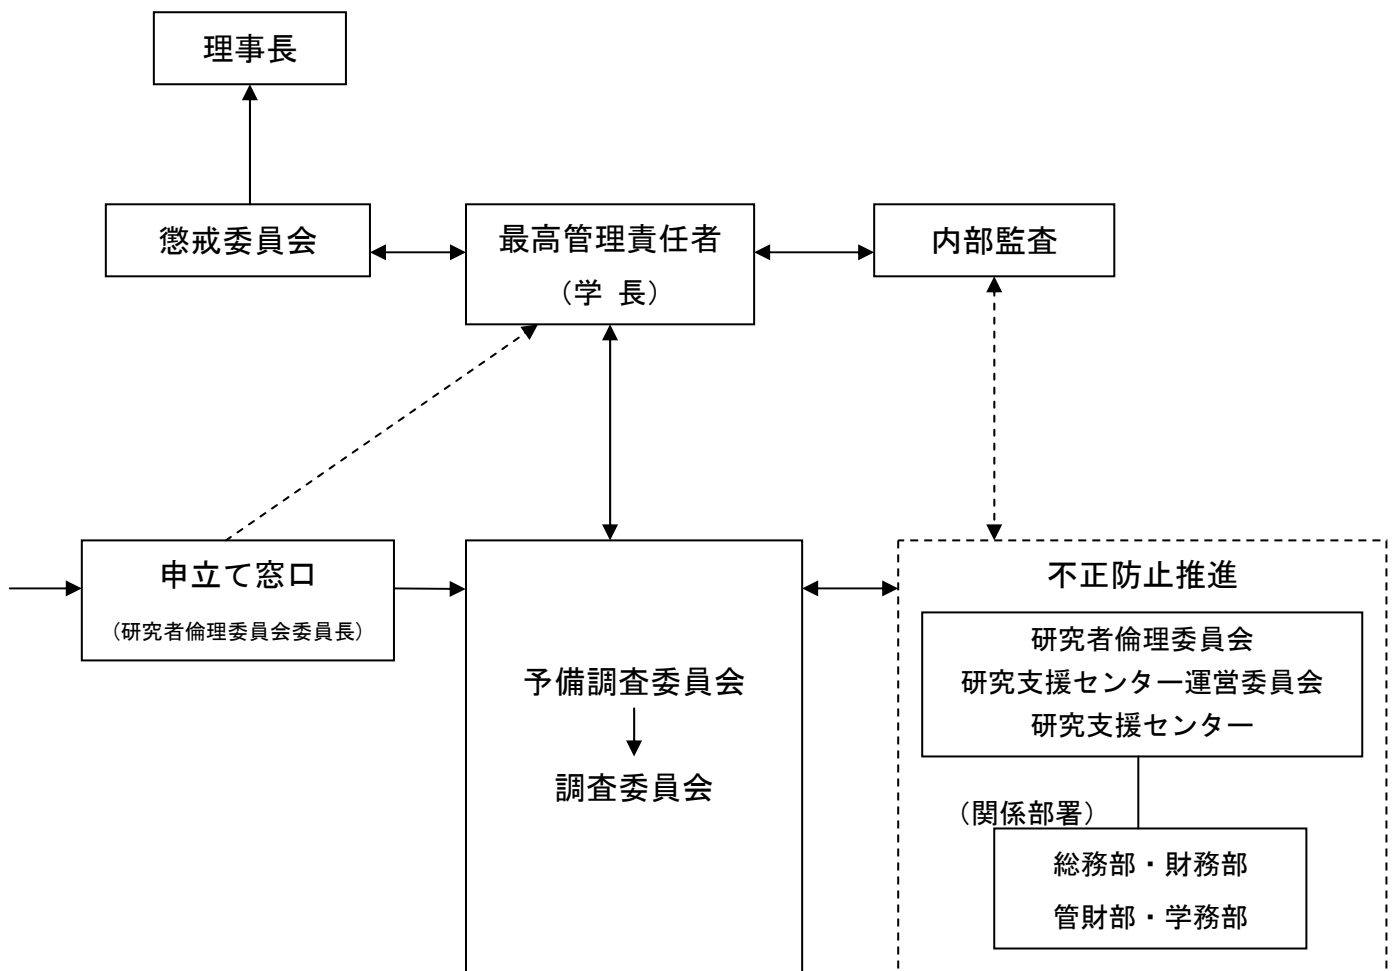 理事長
懲戒委員会
最高管理責任者
（学 長）
内部監査
申立て窓口
（研究者倫理委員会委員長）
予備調査委員会
調査委員会
不正防止推進
研究者倫理委員会
研究支援センター運営委員会
研究支援センター
（関係部署）
総務部・財務部
管財部・学務部